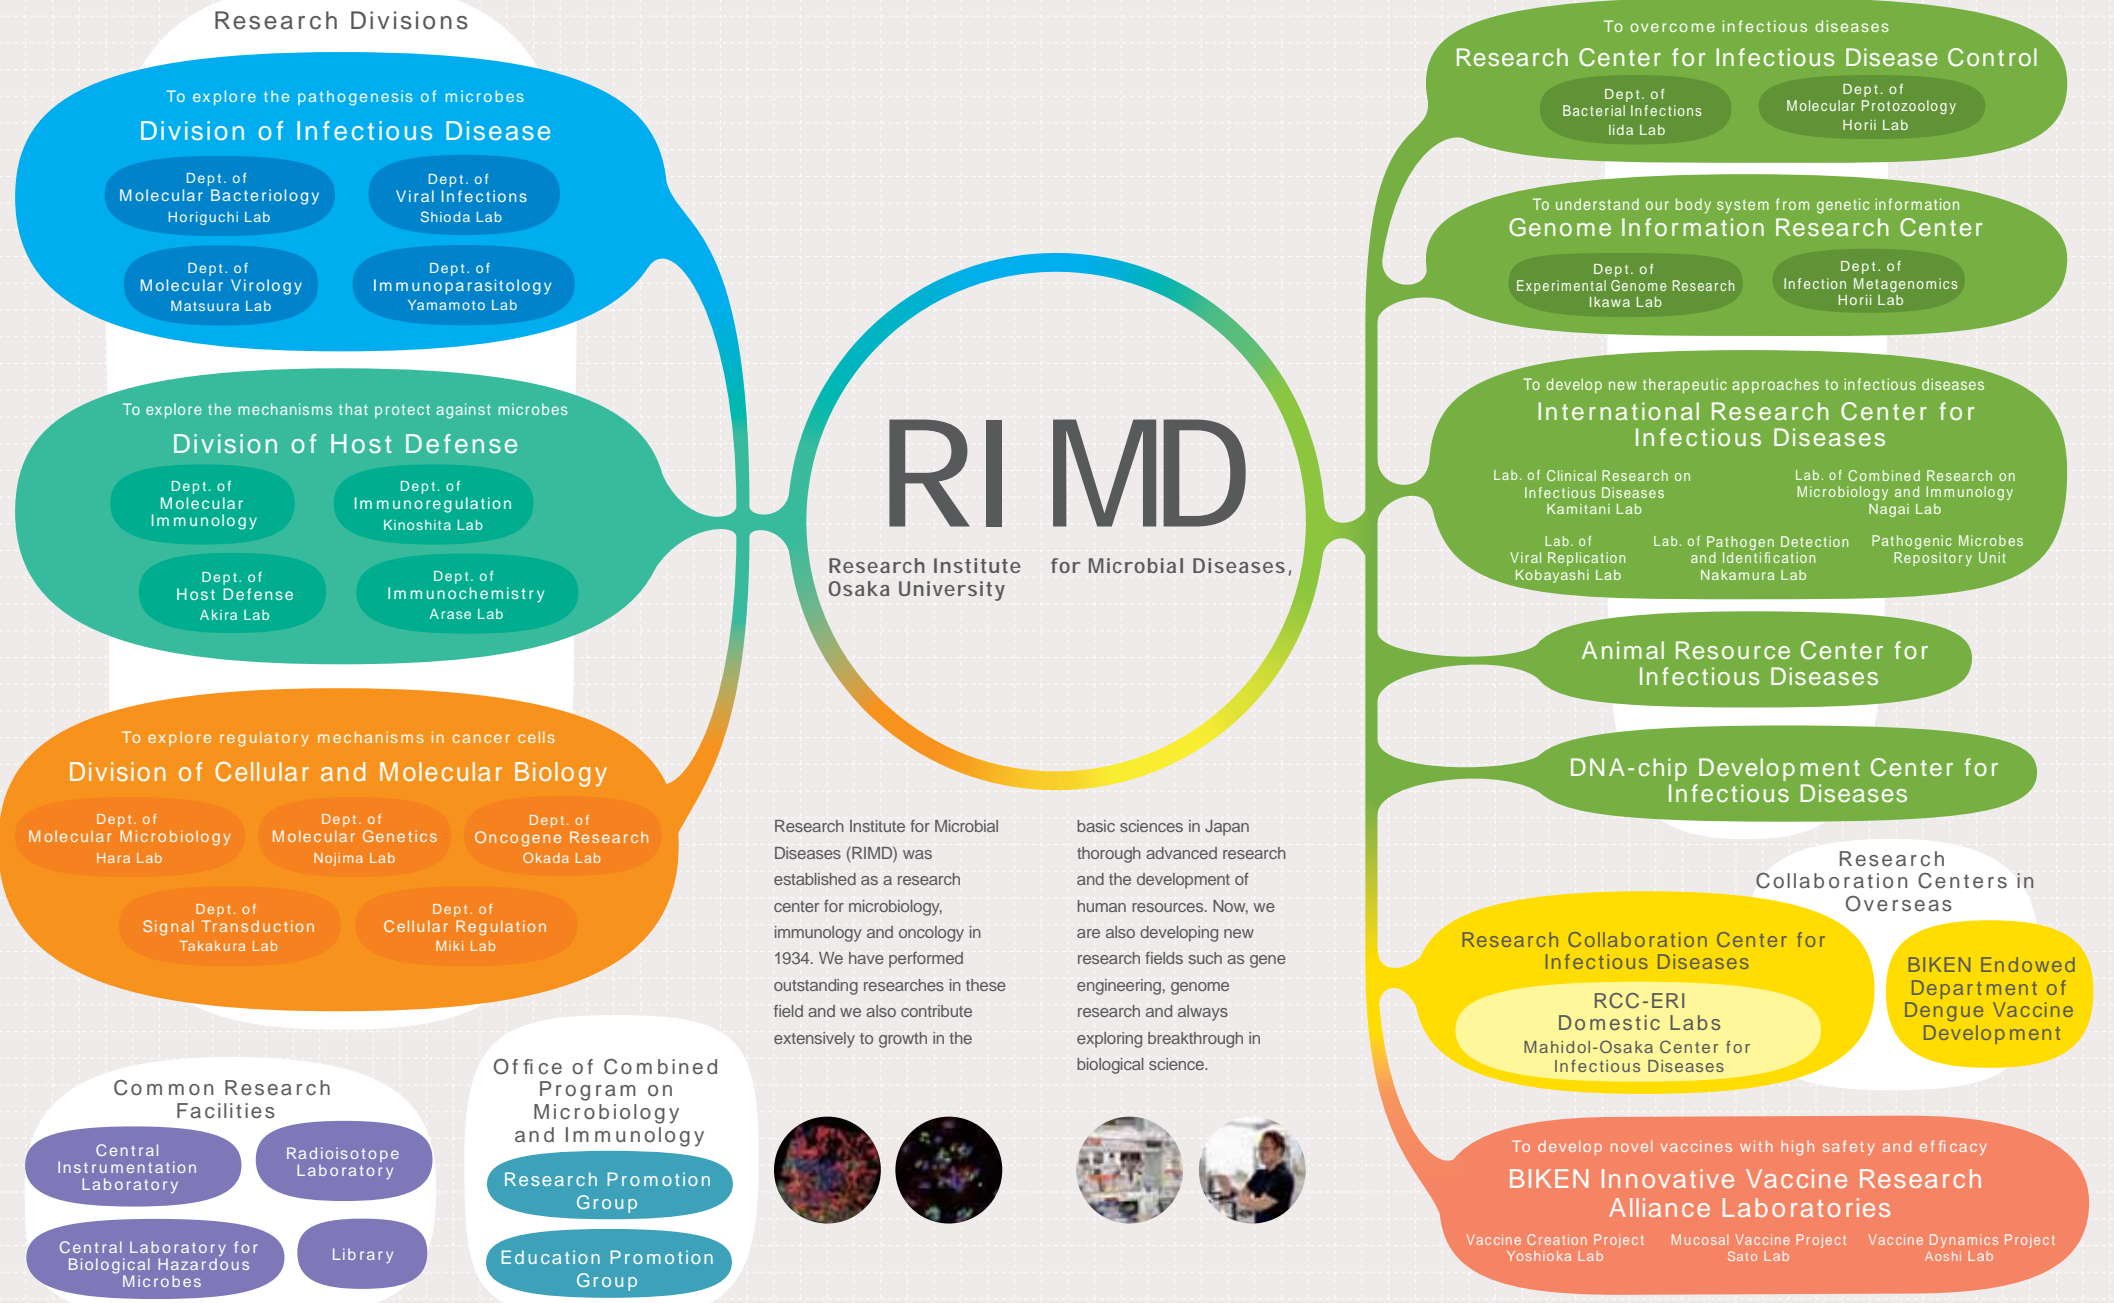 Research Divisions
To explore the pathogenesis of microbes
Division of Infectious Disease
Dept. of
Molecular Bacteriology
Horiguchi Lab
Dept. of
Viral Infections
Shioda Lab
Dept. of
Molecular Virology
Matsuura Lab
Dept. of
Immunoparasitology
Yamamoto Lab
To explore the mechanisms that protect against microbes
Division of Host Defense
Dept. of
Molecular
Immunology
Dept. of
Immunoregulation
Kinoshita Lab
Dept. of
Host Defense
Akira Lab
Dept. of
Immunochemistry
Arase Lab
To explore regulatory mechanisms in cancer cells
Division of Cellular and Molecular Biology
Dept. of
Molecular Microbiology
Hara Lab
Dept. of
Molecular Genetics
Nojima Lab
Dept. of
Oncogene Research
Okada Lab
Dept. of
Signal Transduction
Takakura Lab
Dept. of
Cellular Regulation
Miki Lab
Common Research
Facilities
Central
Instrumentation
Laboratory
Radioisotope
Laboratory
Central Laboratory for
Biological Hazardous
Microbes
Library
Office of Combined
Program on
Microbiology
and Immunology
Research Promotion
Group
Education Promotion
Group
RIMD
Research Institute for Microbial Diseases,
Osaka University
Research Institute for Microbial
Diseases (RIMD) was
established as a research
center for microbiology,
immunology and oncology in
1934. We have performed
outstanding researches in these
field and we also contribute
extensively to growth in the
basic sciences in Japan
thorough advanced research
and the development of
human resources. Now, we
are also developing new
research fields such as gene
engineering, genome
research and always
exploring breakthrough in
biological science.
To overcome infectious diseases
Research Center for Infectious Disease Control
Dept. of
Bacterial Infections
Iida Lab
Dept. of
Molecular Protozoology
Horii Lab
To understand our body system from genetic information
Genome Information Research Center
Dept. of
Experimental Genome Research
Ikawa Lab
Dept. of
Infection Metagenomics
Horii Lab
To develop new therapeutic approaches to infectious diseases
International Research Center for
Infectious Diseases
Lab. of Clinical Research on
Infectious Diseases
Kamitani Lab
Lab. of Combined Research on
Microbiology and Immunology
Nagai Lab
Lab. of
Viral Replication
Kobayashi Lab
Lab. of Pathogen Detection
and Identification
Nakamura Lab
Pathogenic Microbes
Repository Unit
Animal Resource Center for
Infectious Diseases
DNA-chip Development Center for
Infectious Diseases
Research
Collaboration Centers in
Overseas
Research Collaboration Center for
Infectious Diseases
RCC-ERI
Domestic Labs
Mahidol-Osaka Center for
Infectious Diseases
BIKEN Endowed
Department of
Dengue Vaccine
Development
To develop novel vaccines with high safety and efficacy
BIKEN Innovative Vaccine Research
Alliance Laboratories
Vaccine Creation Project
Yoshioka Lab
Mucosal Vaccine Project
Sato Lab
Vaccine Dynamics Project
Aoshi Lab